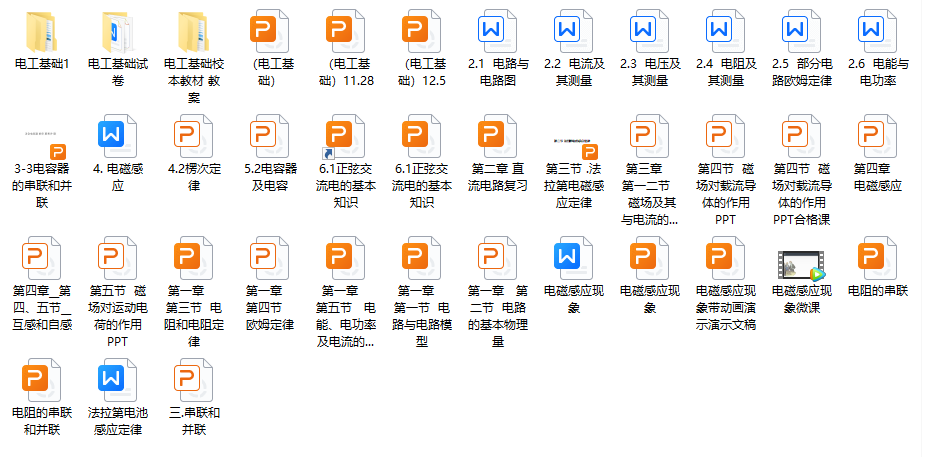 电工基础1
电工基础试
卷
电工基础校
本教材 教
案
(电工基
础)
(电工基
础) 11.28
(电工基
础) 12.5
2.1 电路与
电路图
2.2 电流及
其测量
2.3 电压及
其测量
2.4 电阻及
其测量
2.5 部分电
路欧姆定律
2.6 电能与
电功率
3-3电容器
的串联和并
联
4. 电磁感
应
4.2楞次定
律
5.2电容器
及电容
6.1正弦交
流电的基本
知识
6.1正弦交
流电的基本
知识
第二章 直
流电路复习
第三节 .法
拉第电磁感
应定律
第三章
第一二节
磁场及其
与电流的...
第四节 磁
场对载流导
体的作用
PPT
第四节 磁
场对载流导
体的作用
PPT合格课
第四章
电磁感应
第四章__第
四、五节__
互感和自感
第五节 磁
场对运动电
荷的作用
PPT
第一章
第三节 电
阻和电阻定
律
第一章
第四节
欧姆定律
第一章
第五节 电
能、电功率
及电流的...
第一章
第一节 电
路与电路模
型
第一章 第
二节 电路
的基本物理
量
电磁感应现
象
电磁感应现
象
电磁感应现
象带动画演
示演示文稿
电磁感应现
象微课
电阻的串联
电阻的串联
和并联
法拉第电池
感应定律
三.串联和
并联